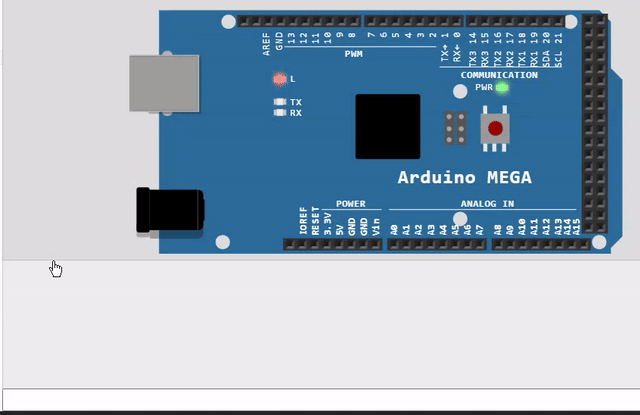 AREF
GND
13
12
11
10
9
8
7
6
5
4
3
2
TX→ 1
RX← 0
TX3 14
RX3 15
TX2 16
RX2 17
TX1 18
RX1 19
SDA 20
SCL 21
PWM
COMMUNICATION
L
PWR
TX
RX
Arduino MEGA
POWER
ANALOG IN
IOREF
RESET
3.3V
5V
GND
GND
Vin
A0
A1
A2
A3
A4
A5
A6
A7
A8
A9
A10
A11
A12
A13
A14
A15